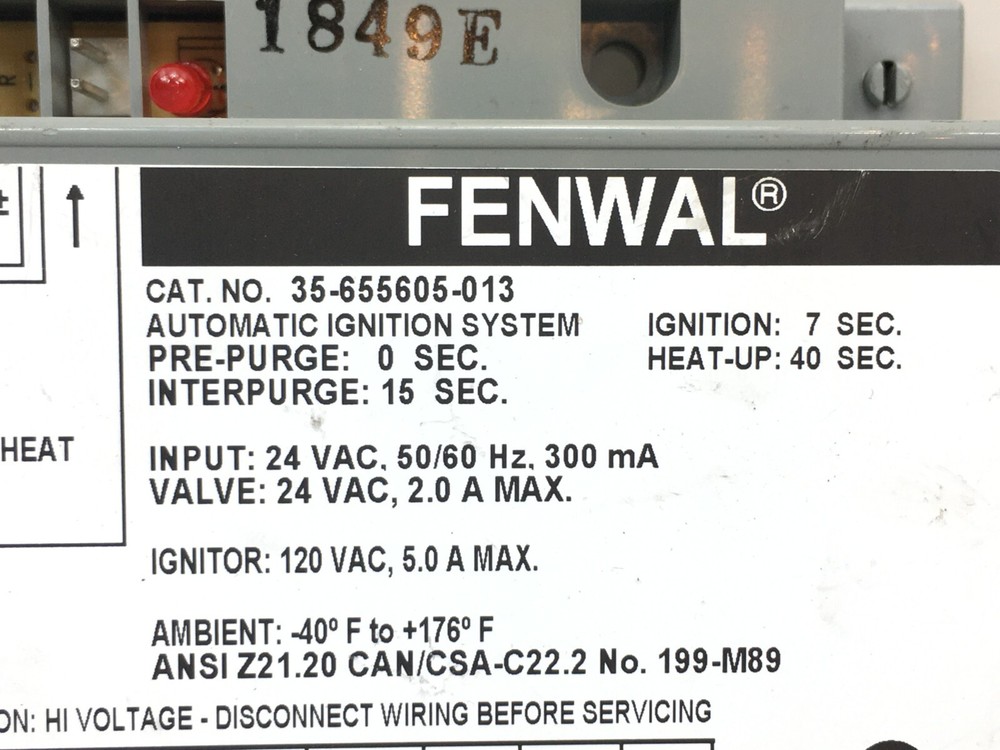 1849E
R
FENWAL®
CAT. NO. 35-655605-013
AUTOMATIC IGNITION SYSTEM IGNITION: 7 SEC.
PRE-PURGE: 0 SEC. HEAT-UP: 40 SEC.
INTERPURGE: 15 SEC.
HEAT
INPUT: 24 VAC, 50/60 Hz, 300 mA
VALVE: 24 VAC, 2.0 A MAX.
IGNITOR: 120 VAC, 5.0 A MAX.
AMBIENT: -40º F to +176º F
ANSI Z21.20 CAN/CSA-C22.2 No. 199-M89
ON: HI VOLTAGE - DISCONNECT WIRING BEFORE SERVICING